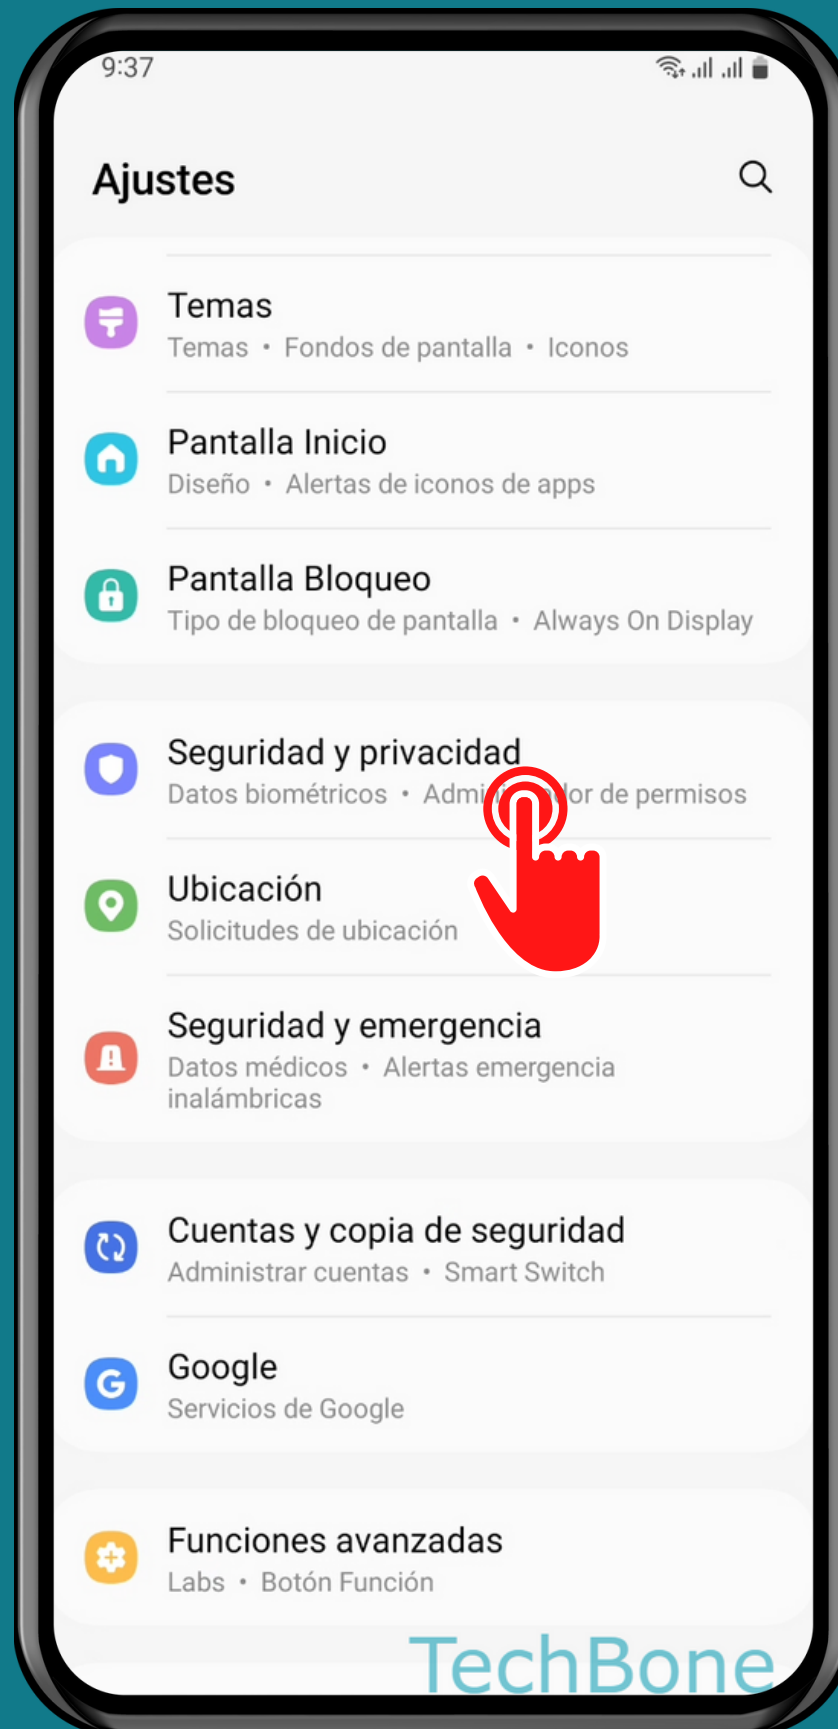 9:37
Ajustes
Temas
Temas • Fondos de pantalla • Iconos
Pantalla Inicio
Diseño • Alertas de iconos de apps
Pantalla Bloqueo
Tipo de bloqueo de pantalla • Always On Display
Seguridad y privacidad
Datos biométricos • de permisos
Ubicación
Solicitudes de ubicación
Seguridad y emergencia
Datos médicos • Alertas emergencia
inalámbricas
Cuentas y copia de seguridad
Administrar cuentas • Smart Switch
Google
Servicios de Google
Funciones avanzadas
Labs • Botón Función
TechBone